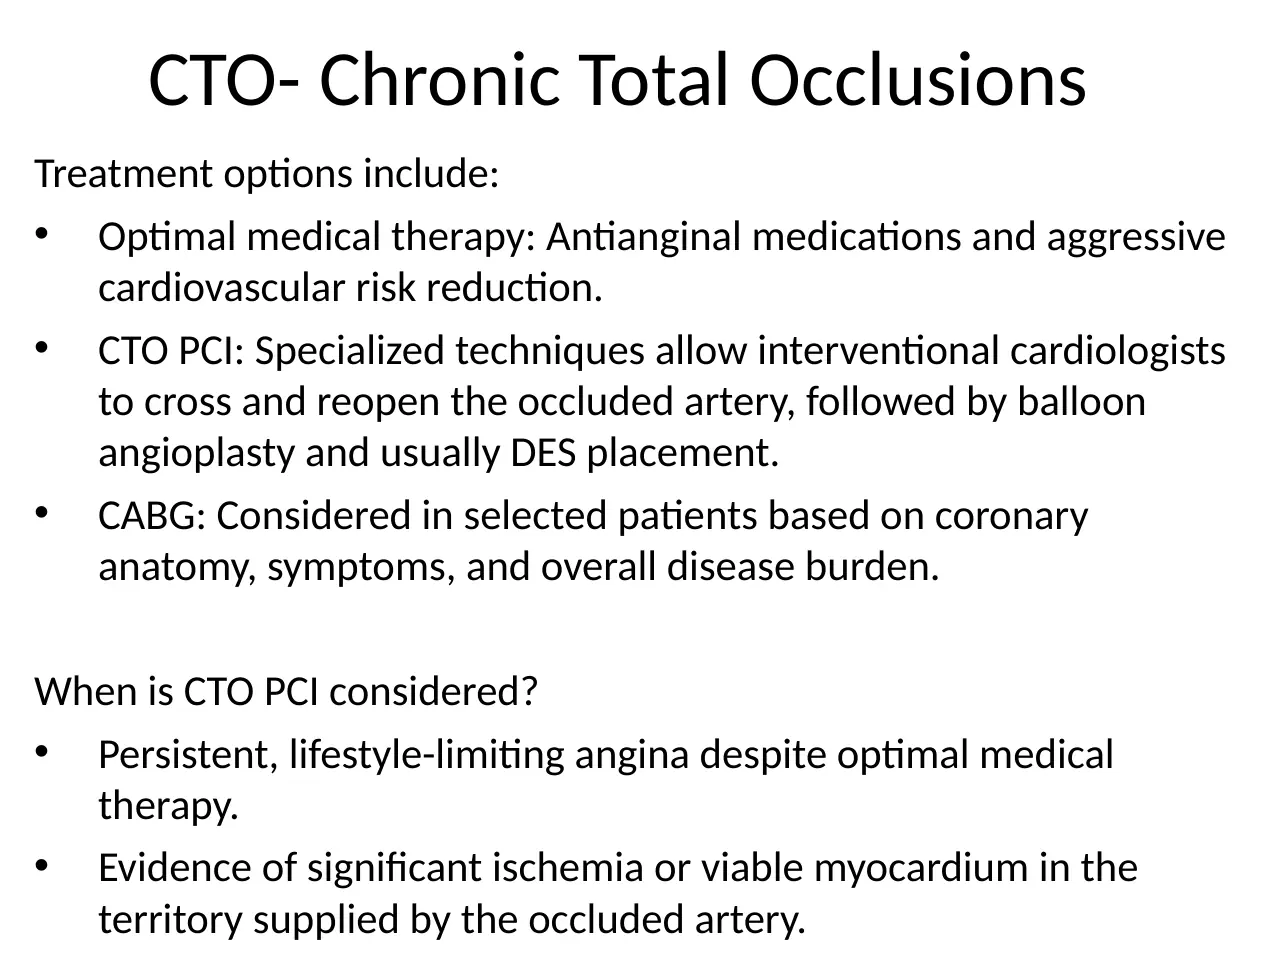 CTO- Chronic Total Occlusions
Treatment options include:
• Optimal medical therapy: Antianginal medications and aggressive
cardiovascular risk reduction.
• CTO PCI: Specialized techniques allow interventional cardiologists
to cross and reopen the occluded artery, followed by balloon
angioplasty and usually DES placement.
• CABG: Considered in selected patients based on coronary
anatomy, symptoms, and overall disease burden.
When is CTO PCI considered?
• Persistent, lifestyle-limiting angina despite optimal medical
therapy.
• Evidence of significant ischemia or viable myocardium in the
territory supplied by the occluded artery.